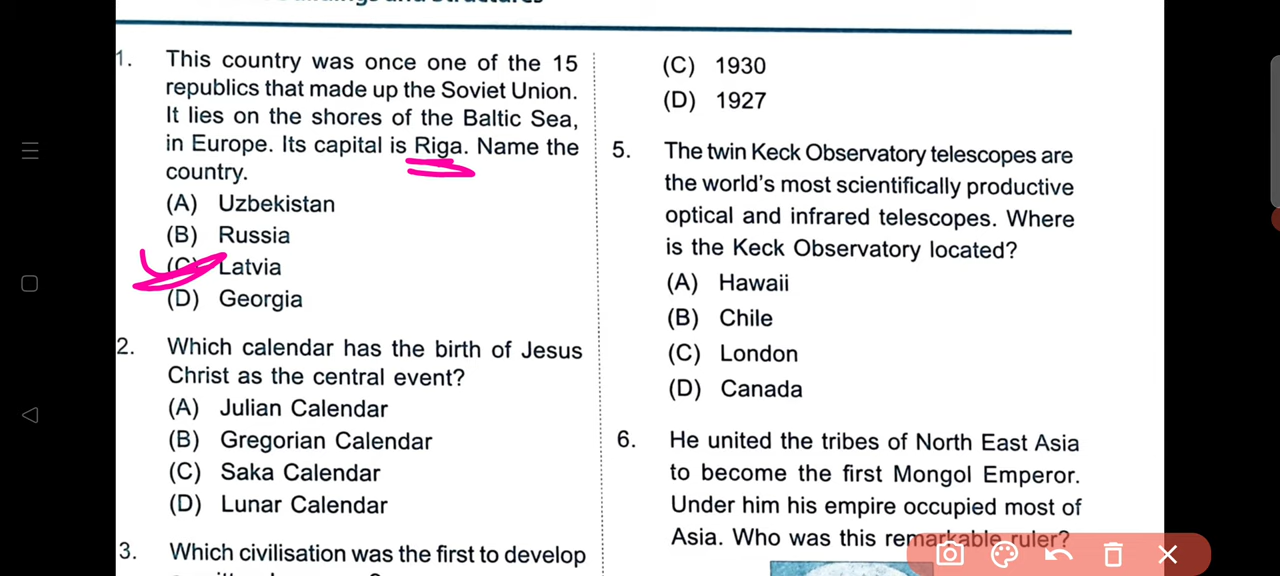 1. This country was once one of the 15
republics that made up the Soviet Union.
It lies on the shores of the Baltic Sea,
in Europe. Its capital is Riga. Name the
country.
(A) Uzbekistan
(B) Russia
(C) Latvia
(D) Georgia
2. Which calendar has the birth of Jesus
Christ as the central event?
(A) Julian Calendar
(B) Gregorian Calendar
(C) Saka Calendar
(D) Lunar Calendar
3. Which civilisation was the first to develop
(C) 1930
(D) 1927
5. The twin Keck Observatory telescopes are
the world's most scientifically productive
optical and infrared telescopes. Where
is the Keck Observatory located?
(A) Hawaii
(B) Chile
(C) London
(D) Canada
6. He united the tribes of North East Asia
to become the first Mongol Emperor.
Under him his empire occupied most of
Asia. Who was this remarkable ruler?